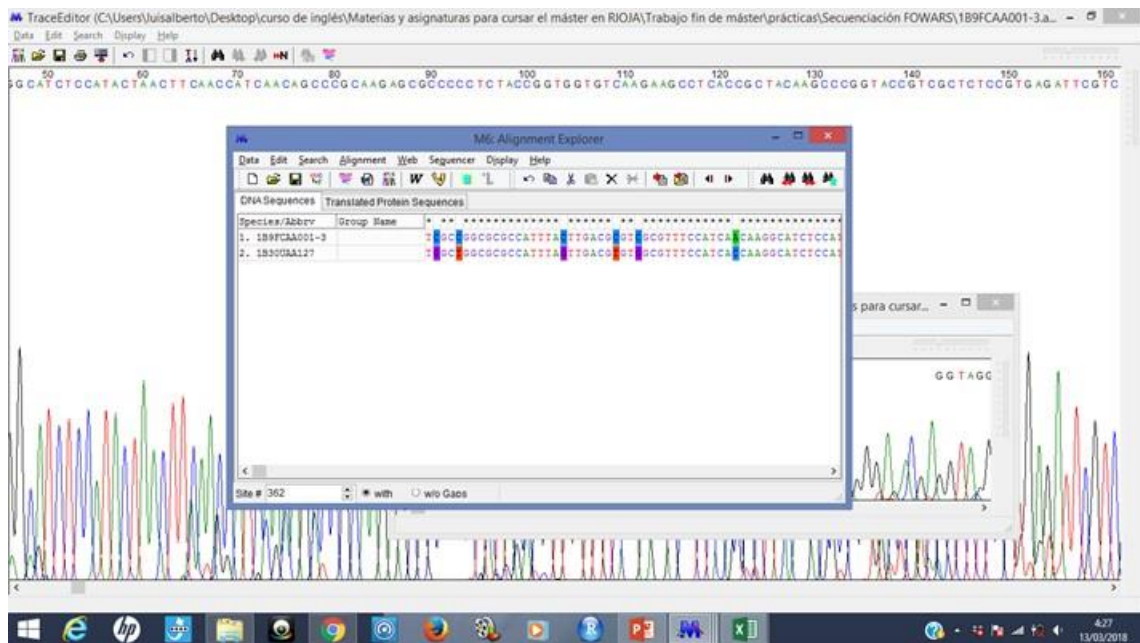 TraceEditor (C:\Users\luisalberto\Desktop\curso de inglés\Materias y asignaturas para cursar el máster en RIOJA\Trabajo fin de máster\prácticas\Secuenciación FOWARS\1B9FCAA001-3.a...
Data Edit Search Display Help
50 60 70 80 90 100 110 120 130 140 150 160
GGCATCTCCATACTAACTTCAACCATCAACAGCCCGCAAGAGCGCCCCCTCTACCGGTGGTGTCAAGAAGCCTCACCGCTACAAGCCCGGTACCGTCGCTCTCCGTGAGATTCGTC
M6: Alignment Explorer
Data Edit Search Alignment Web Sequencer Display Help
W
DNA Sequences Translated Protein Sequences
Species/Abbrv Group Name * ** ************* ****** ** ************ *************
1. 1B9FCAA001-3 TCGCCGGCGCGCCATTTACTTGACGCGTCGCGTTTCCATCAACAAGGCATCTCCAT
2. 1B30UAA127
s para cursar...
GGTAGG
Site # 362 with w/o Gaps
4:27
13/03/2018